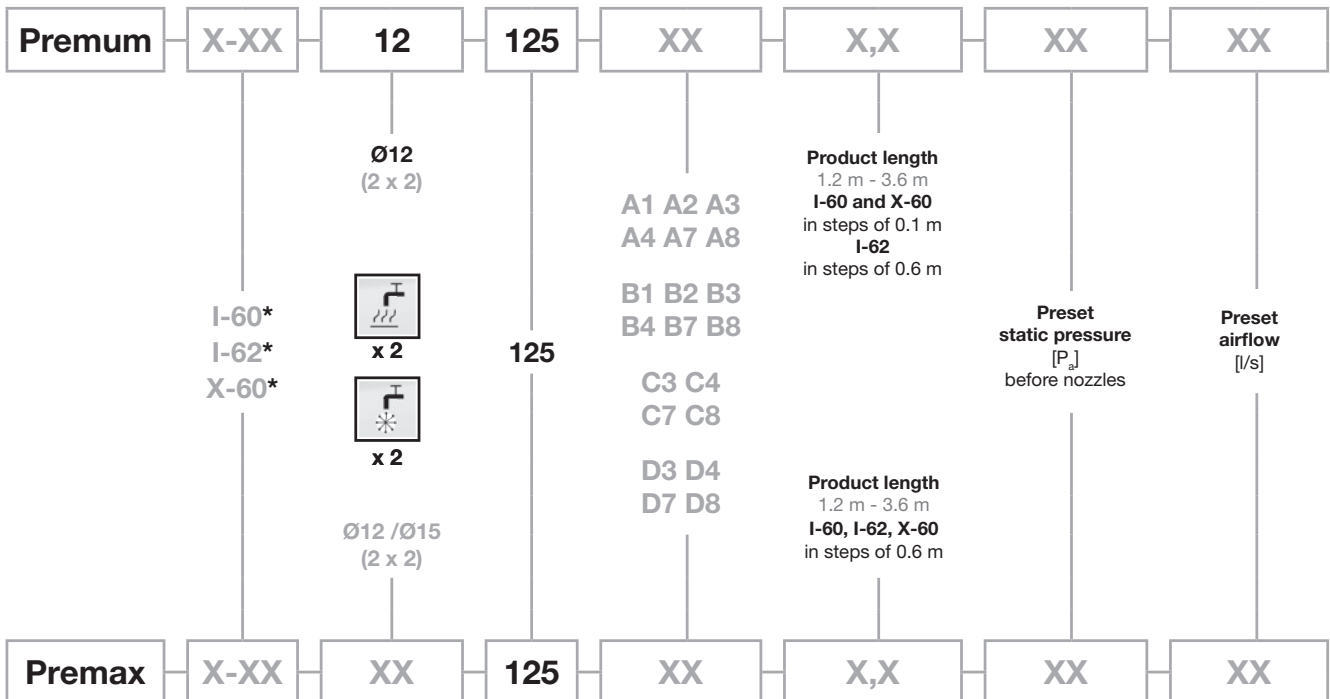 Premum X-XX 12 125 XX X,X XX XX
I-60*
I-62*
X-60*
Ø12
(2 x 2)
x 2
x 2
Ø12 /Ø15
(2 x 2)
125
A1 A2 A3
A4 A7 A8
B1 B2 B3
B4 B7 B8
C3 C4
C7 C8
D3 D4
D7 D8
Product length
1.2 m - 3.6 m
I-60 and X-60
in steps of 0.1 m
I-62
in steps of 0.6 m
Product length
1.2 m - 3.6 m
I-60, I-62, X-60
in steps of 0.6 m
Preset
static pressure
[Pa]
before nozzles
Preset
airflow
[l/s]
Premax X-XX XX 125 XX X,X XX XX